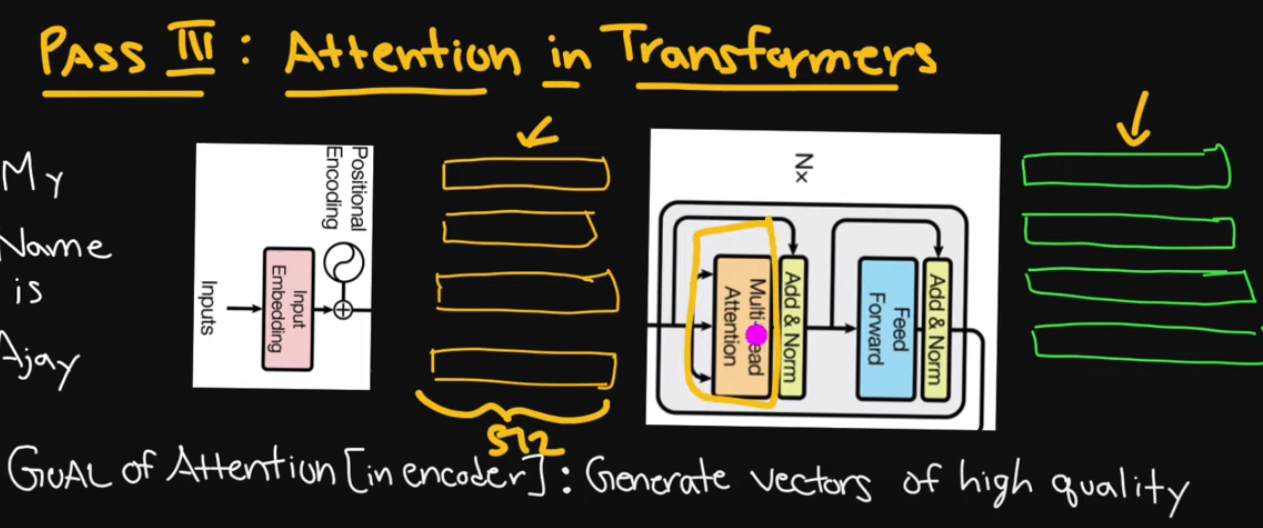 PASS III : Attention in Transformers
My
Name
is
Ajay
Positional
Encoding
Input
Embedding
Inputs
512
Nx
Multi-Head
Attention
Add & Norm
Feed
Forward
Add & Norm
GOAL of Attention [in encoder] : Generate vectors of high quality